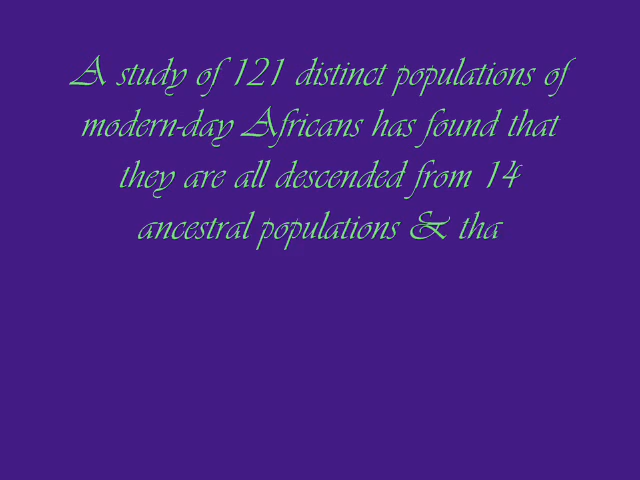 A study of 121 distinct populations of
modern-day Africans has found that
they are all descended from 14
ancestral populations & tha